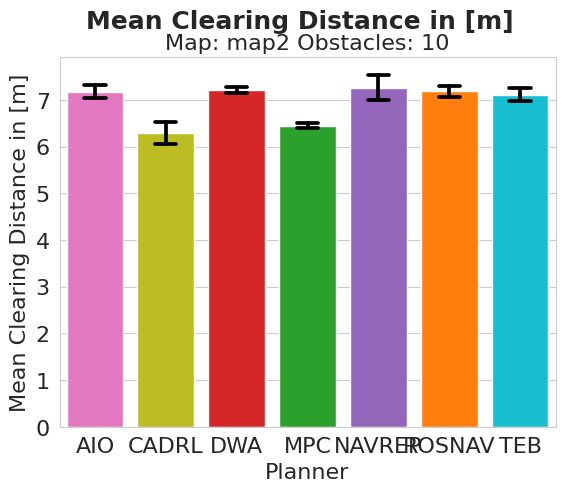 Mean Clearing Distance in [m]
Map: map2 Obstacles: 10
Mean Clearing Distance in [m]
7
6
5
4
3
2
1
0
AIO CADRL DWA MPC NAVREP ROSNAV TEB
Planner